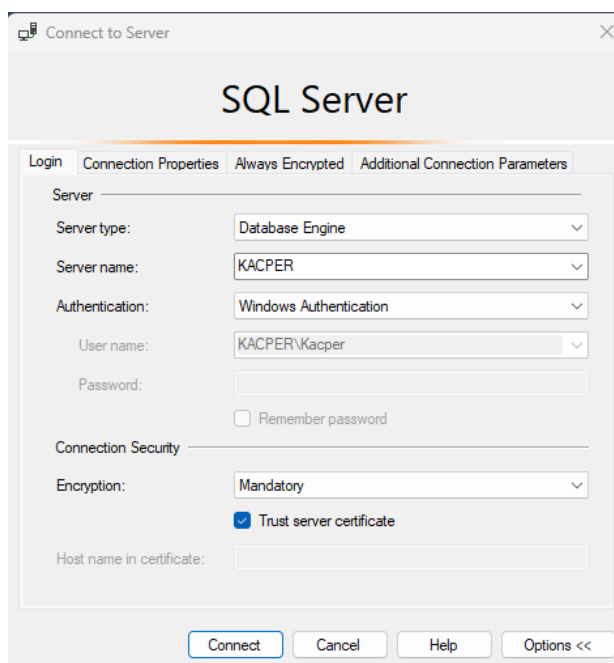 Connect to Server
SQL Server
Login Connection Properties Always Encrypted Additional Connection Parameters
Server
Server type: Database Engine
Server name: KACPER
Authentication: Windows Authentication
User name: KACPER\Kacper
Password:
Remember password
Connection Security
Encryption: Mandatory
Trust server certificate
Host name in certificate:
Connect Cancel Help Options <<